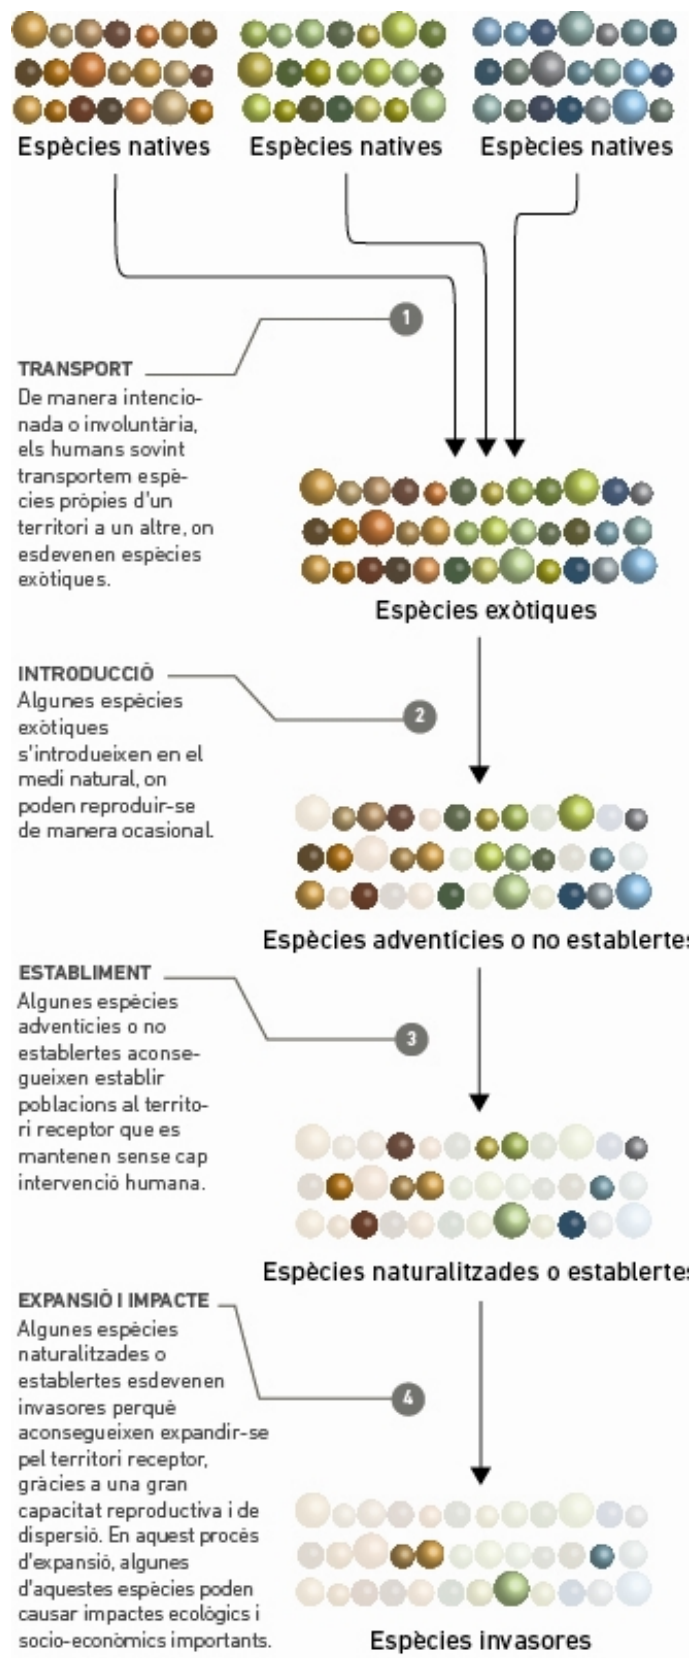 Espècies natives
Espècies natives
Espècies natives
1
TRANSPORT
De manera intencio-
nada o involuntària,
els humans sovint
transportem espè-
cies pròpies d'un
territori a un altre, on
esdevenen espècies
exòtiques.
Espècies exòtiques
INTRODUCCIÓ
2
Algunes espècies
exòtiques
s'introdueixen en el
medi natural, on
poden reproduir-se
de manera ocasional.
Espècies adventícies o no establertes
ESTABLIMENT
3
Algunes espècies
adventícies o no
establertes aconse-
gueixen establir
poblacions al territo-
ri receptor que es
mantenen sense cap
intervenció humana.
Espècies naturalitzades o establertes
EXPANSIÓ I IMPACTE
4
Algunes espècies
naturalitzades o
establertes esdevenen
invasores perquè
aconsegueixen expandir-se
pel territori receptor,
gràcies a una gran
capacitat reproductiva i de
dispersió. En aquest procés
d'expansió, algunes
d'aquestes espècies poden
causar impactes ecològics i
socio-econòmics importants.
Espècies invasores